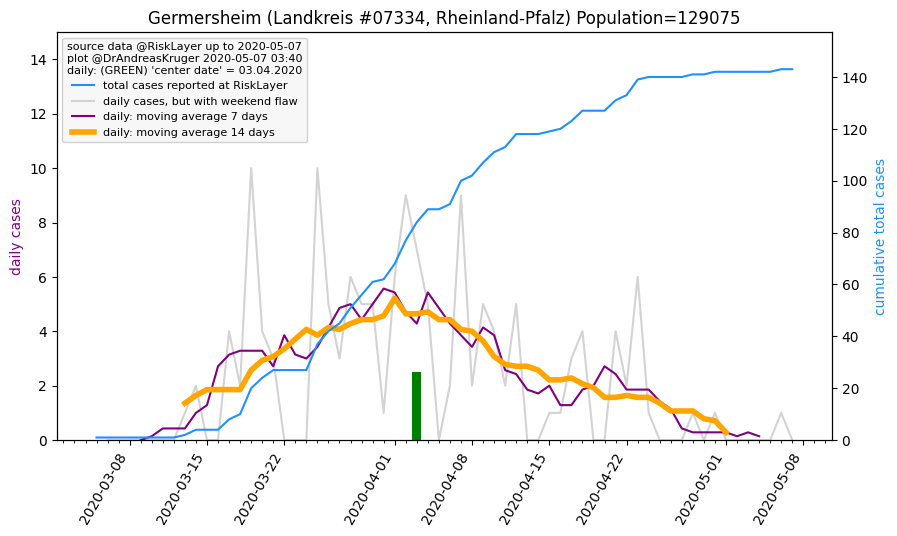 Germersheim (Landkreis #07334, Rheinland-Pfalz) Population=129075
source data @RiskLayer up to 2020-05-07
plot @DrAndreasKruger 2020-05-07 03:40
daily: (GREEN) 'center date' = 03.04.2020
total cases reported at RiskLayer
daily cases, but with weekend flaw
daily: moving average 7 days
daily: moving average 14 days
daily cases
14
12
10
8
6
4
2
0
140
120
100
80
60
40
20
0
cumulative total cases
2020-03-08
2020-03-15
2020-03-22
2020-04-01
2020-04-08
2020-04-15
2020-04-22
2020-05-01
2020-05-08